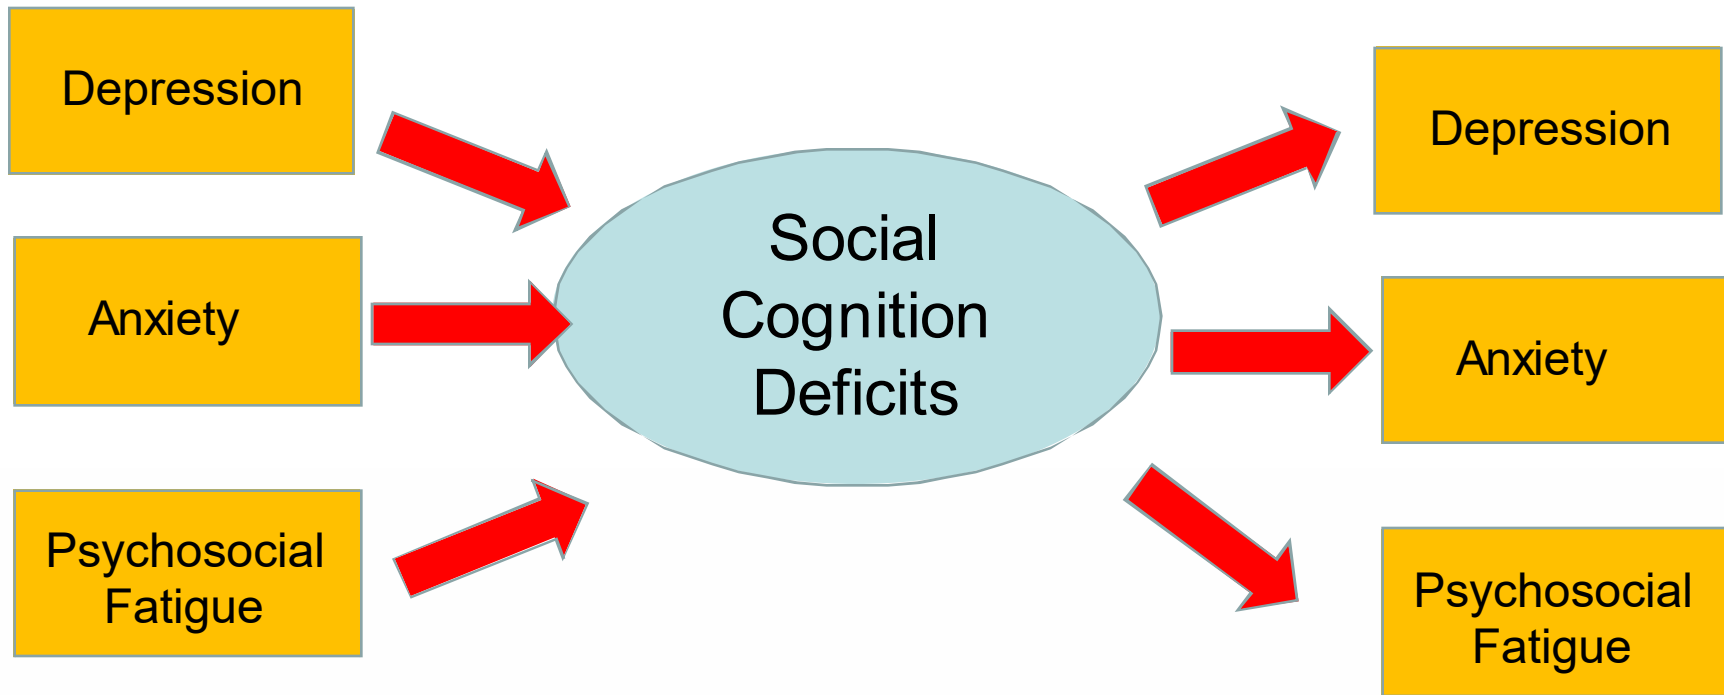 Depression
Anxiety
Psychosocial
Fatigue
Social
Cognition
Deficits
Depression
Anxiety
Psychosocial
Fatigue